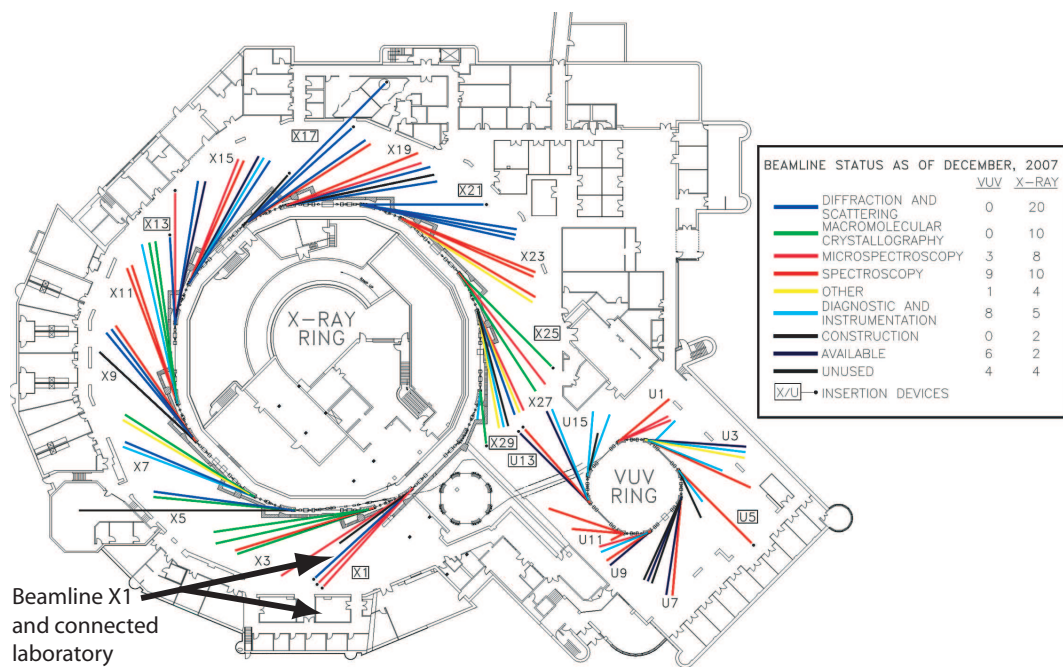 X17
X19
X15
X21
X13
X23
X11
X-RAY
RING
X25
X9
X27
U15
U1
X29
U13
U3
X7
VUV
RING
X5
U5
U11
X3
X1
U9
U7
Beamline X1
and connected
laboratory
BEAMLINE STATUS AS OF DECEMBER, 2007
VUV X-RAY
DIFFRACTION AND
SCATTERING 0 20
MACROMOLECULAR
CRYSTALLOGRAPHY 0 10
MICROSPECTROSCOPY 3 8
SPECTROSCOPY 9 10
OTHER 1 4
DIAGNOSTIC AND
INSTRUMENTATION 8 5
CONSTRUCTION 0 2
AVAILABLE 6 2
UNUSED 4 4
X/U INSERTION DEVICES